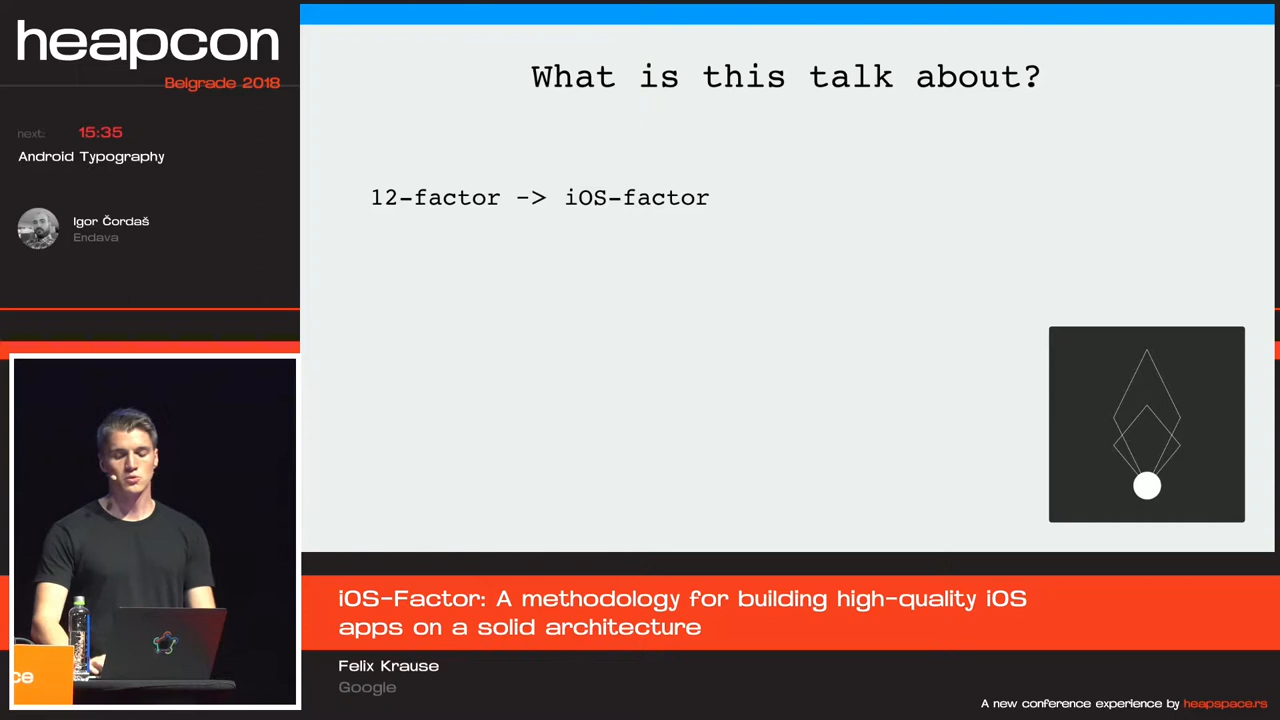 heapcon
Belgrade 2018
next: 15:35
Android Typography
Igor Čordaš
Endava
What is this talk about?
12-factor -> iOS-factor
ce
iOS-Factor: A methodology for building high-quality iOS
apps on a solid architecture
Felix Krause
Google
A new conference experience by heapspace.rs